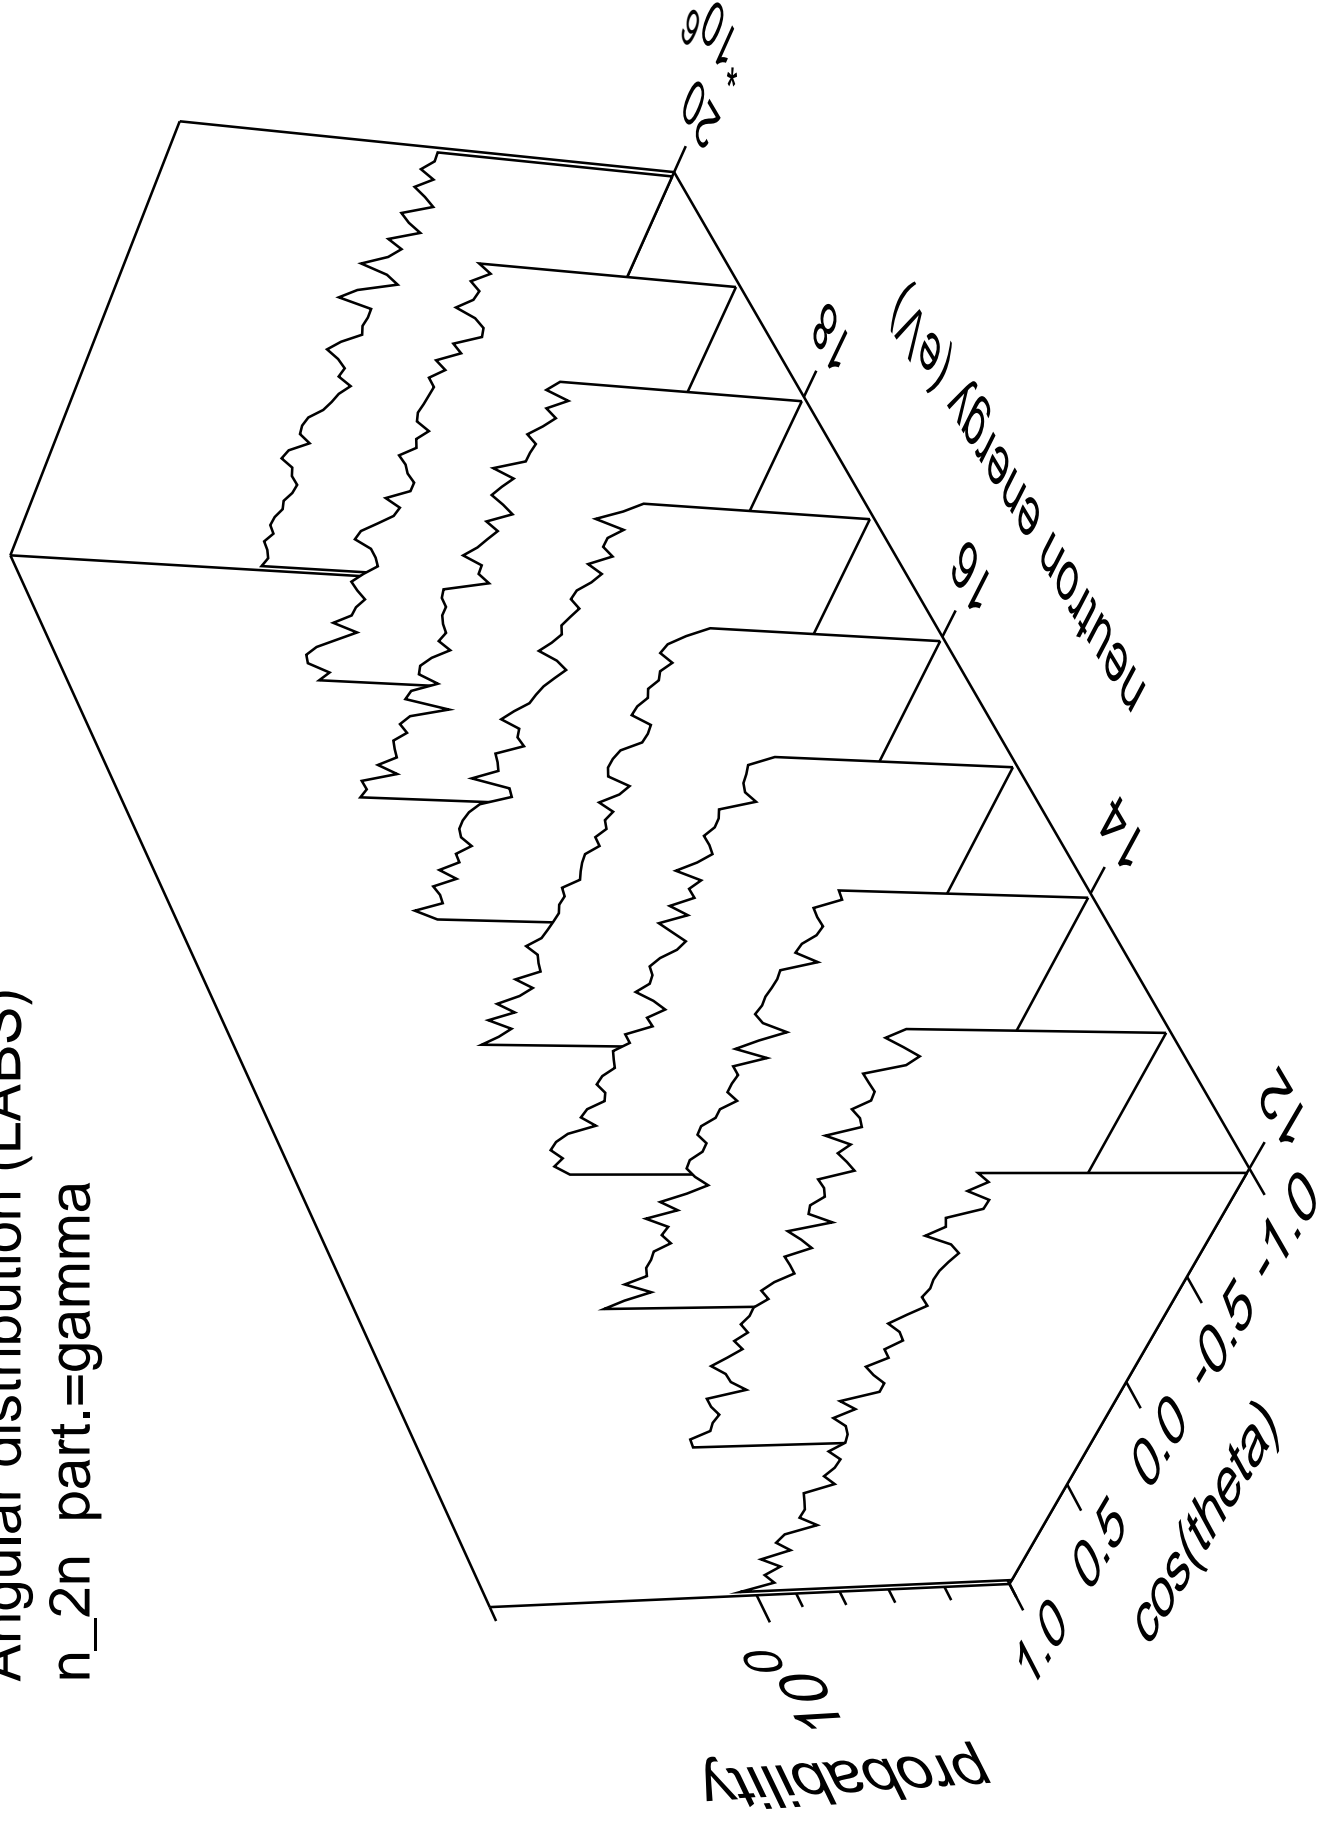 Angular distribution (LABS)
n_2n part.=gamma
probability
10 0
cos(theta)
1.0 0.5 0.0 -0.5 -1.0
neutron energy (eV)
12 14 16 18 20 *10 6